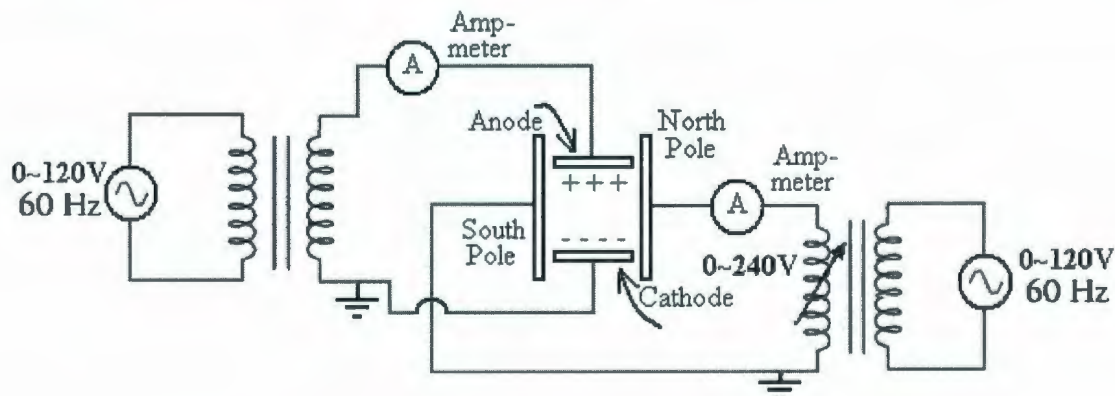 Amp-
meter
A
Anode
North
Pole
Amp-
meter
0~120V
60 Hz
+ + +
A
South
Pole
- - - -
0~240V
0~120V
60 Hz
Cathode